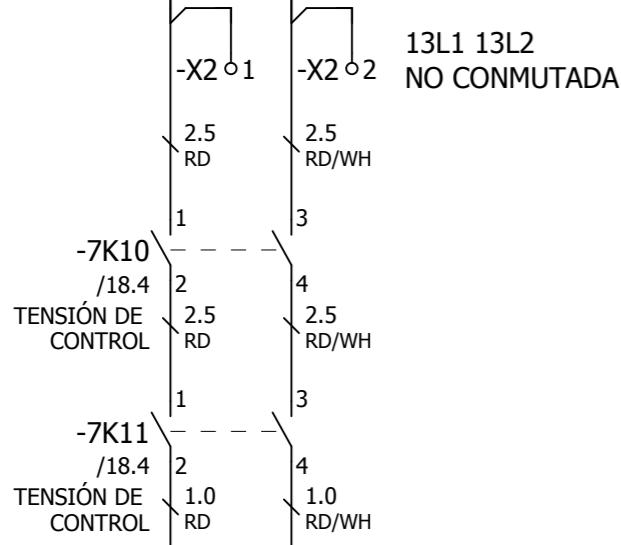 -X2 1
-X2 2
13L1 13L2
NO CONMUTADA
2.5
RD
2.5
RD/WH
1
3
-7K10
/18.4
2
4
TENSIÓN DE
CONTROL
2.5
RD
2.5
RD/WH
1
3
-7K11
/18.4
2
4
TENSIÓN DE
CONTROL
1.0
RD
1.0
RD/WH